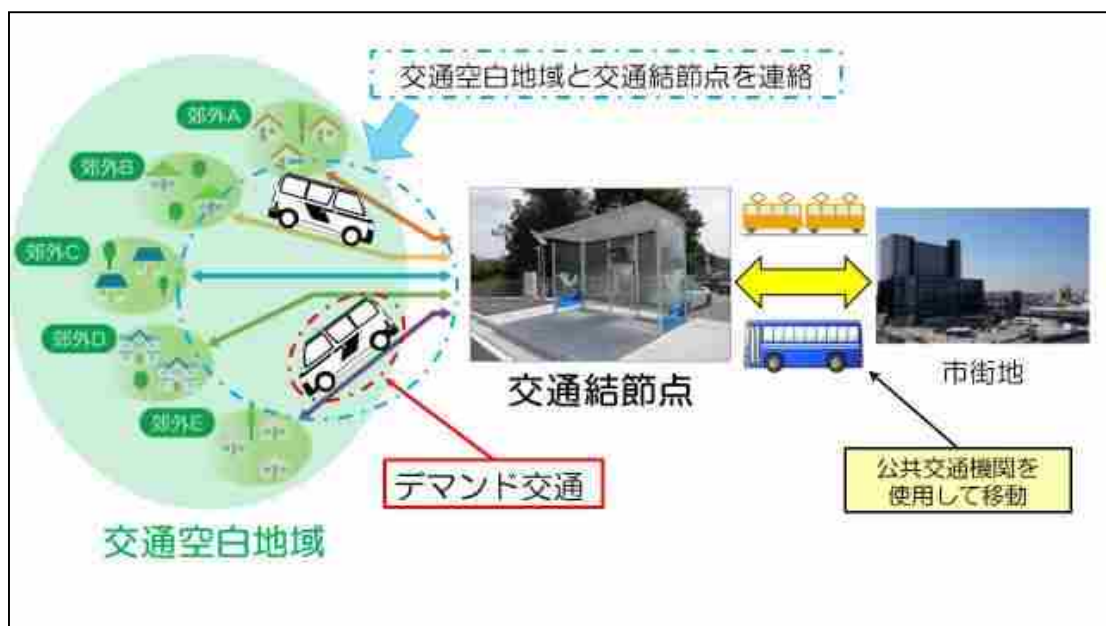 交通空白地域と交通結節点を連絡
郊外A
郊外B
郊外C
郊外D
郊外E
交通結節点
市街地
デマンド交通
公共交通機関を
使用して移動
交通空白地域